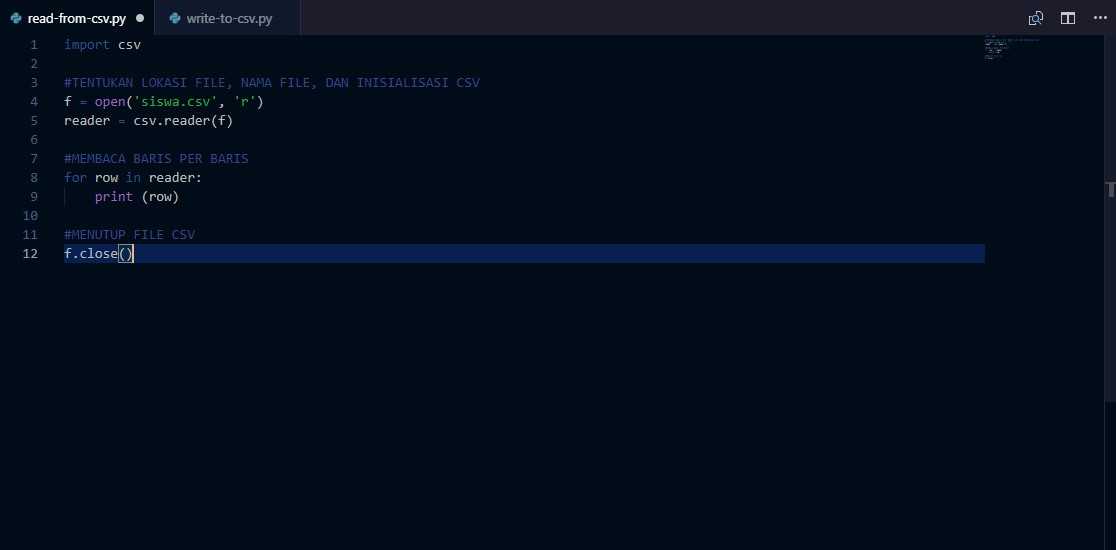 read-from-csv.py
write-to-csv.py
1 import csv
2
3 #TENTUKAN LOKASI FILE, NAMA FILE, DAN INISIALISASI CSV
4 f = open('siswa.csv', 'r')
5 reader = csv.reader(f)
6
7 #MEMBACA BARIS PER BARIS
8 for row in reader:
9     print (row)
10
11 #MENUTUP FILE CSV
12 f.close()